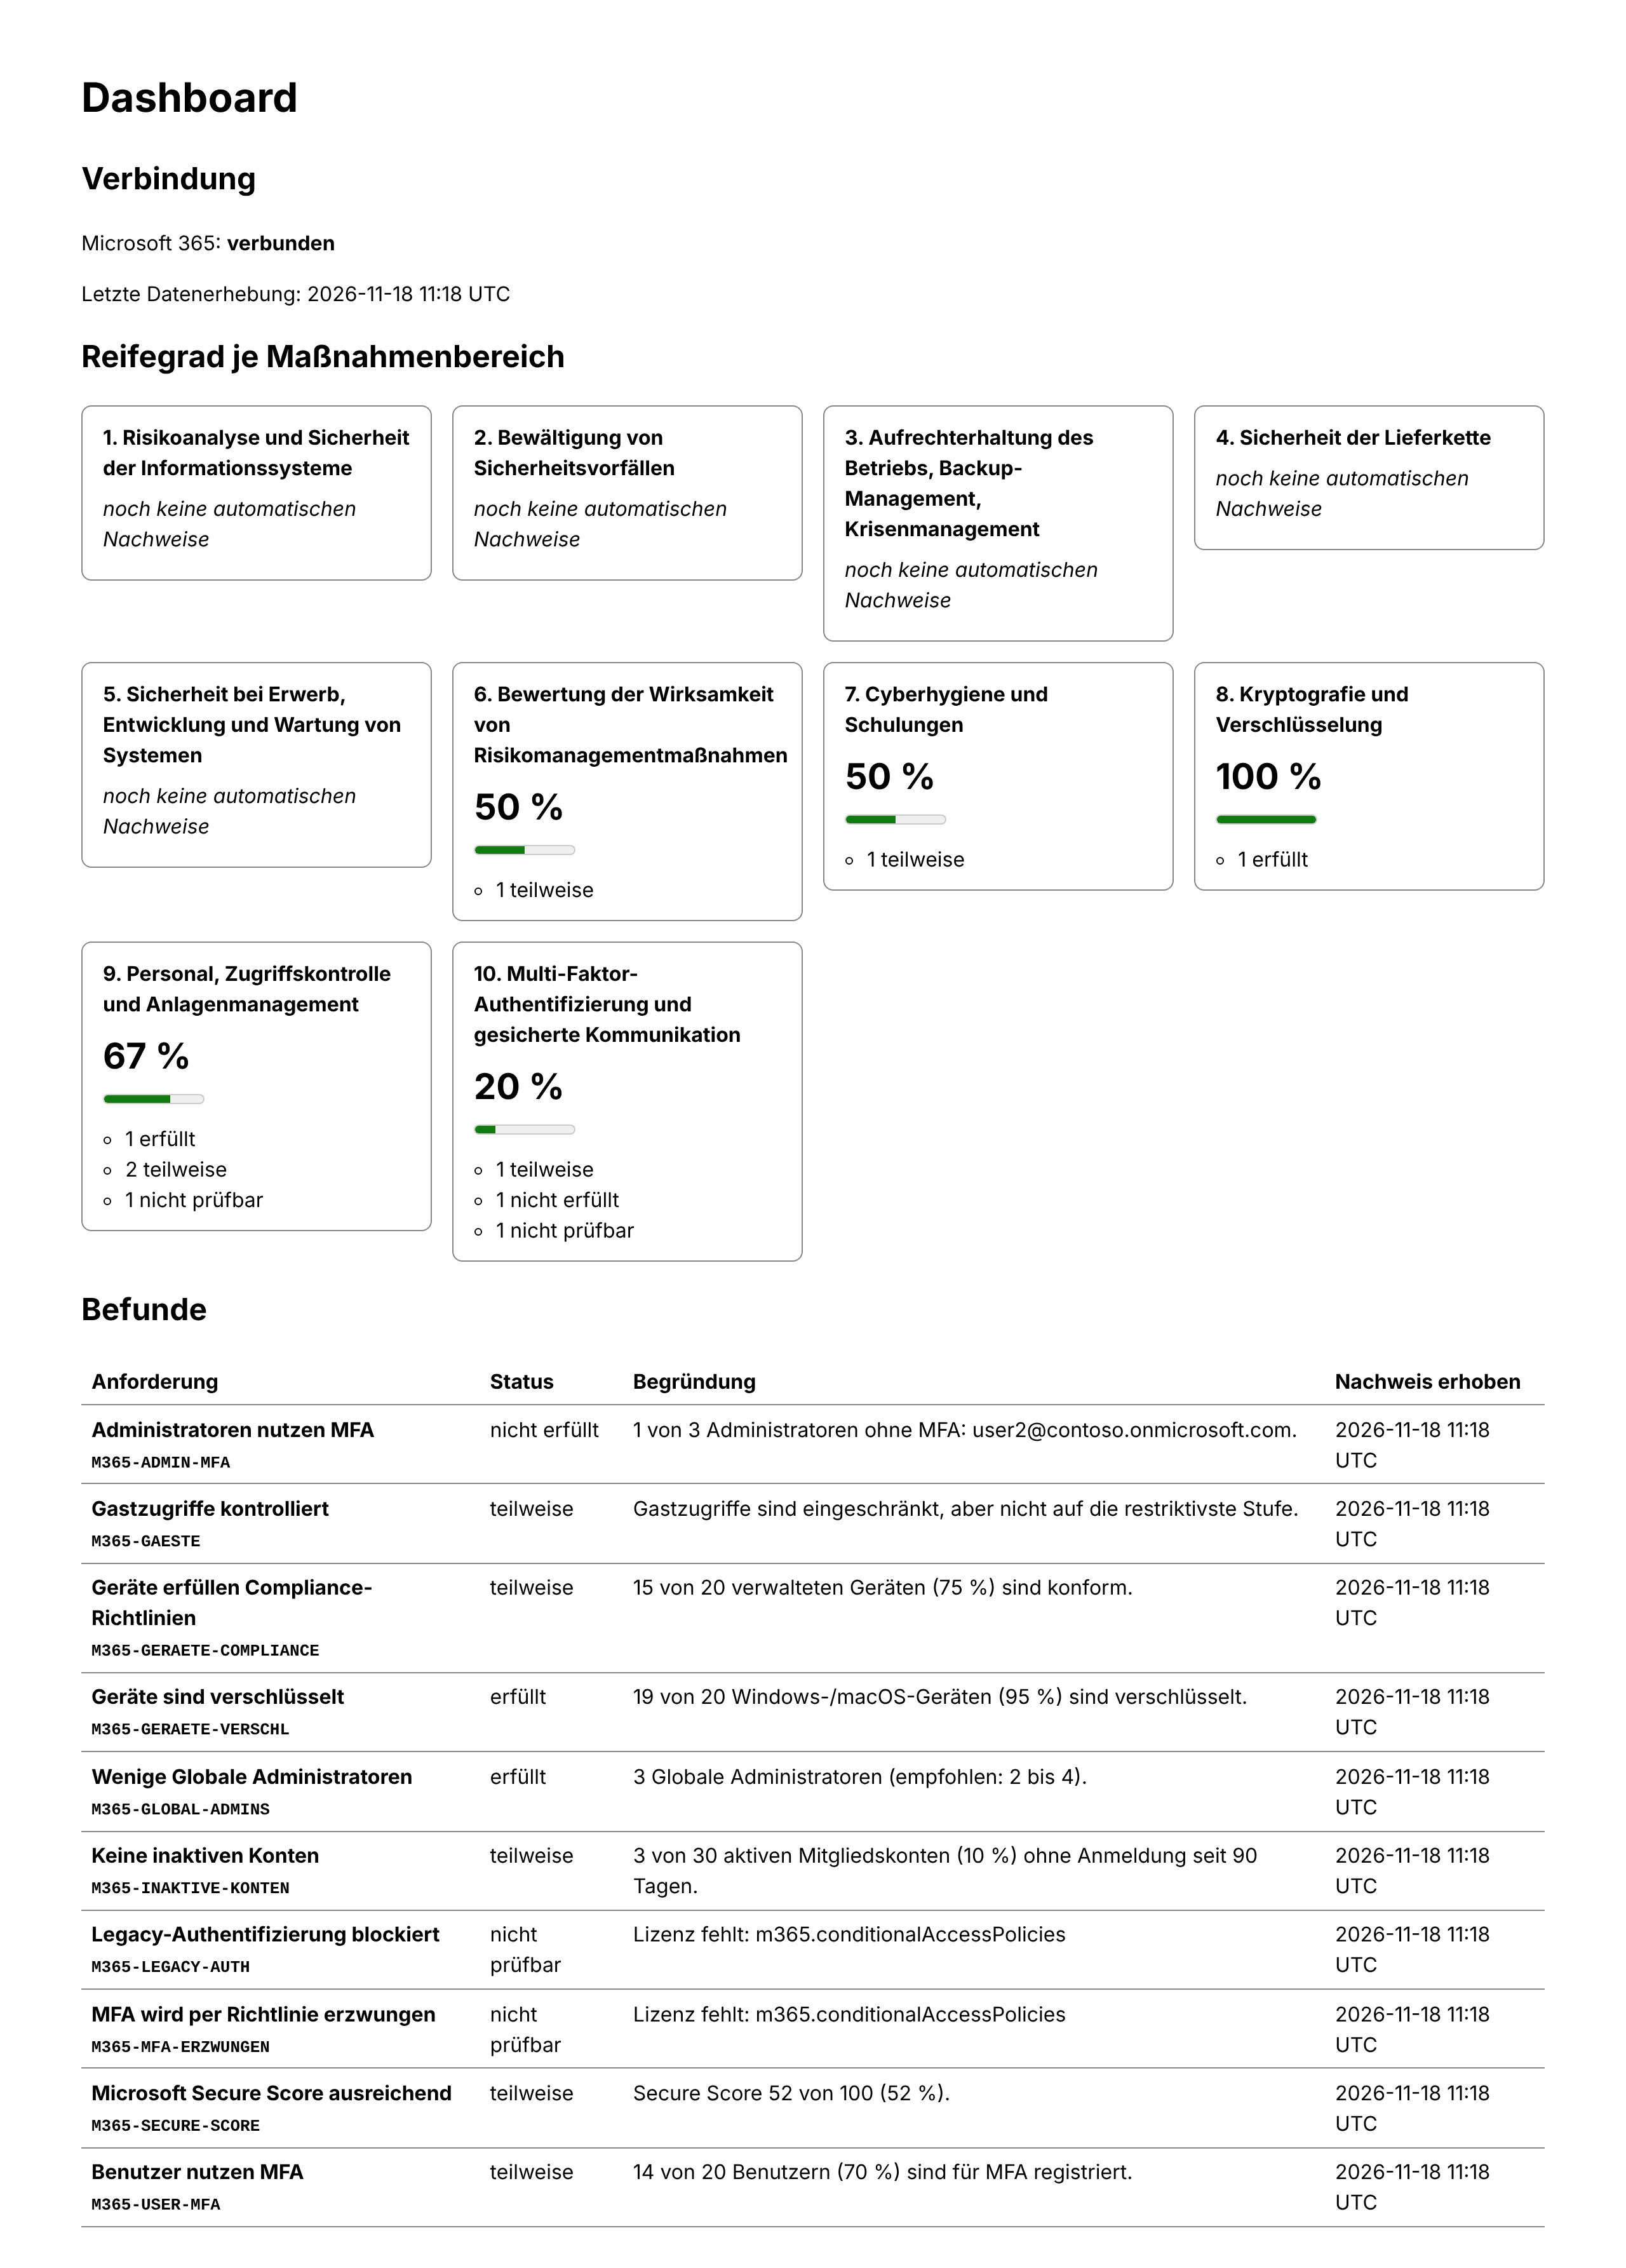 Dashboard
Verbindung
Microsoft 365: verbunden
Letzte Datenerhebung: 2026-11-18 11:18 UTC
Reifegrad je Maßnahmenbereich
1. Risikoanalyse und Sicherheit
der Informationssysteme
noch keine automatischen
Nachweise
2. Bewältigung von
Sicherheitsvorfällen
noch keine automatischen
Nachweise
3. Aufrechterhaltung des
Betriebs, Backup-
Management,
Krisenmanagement
noch keine automatischen
Nachweise
4. Sicherheit der Lieferkette
noch keine automatischen
Nachweise
5. Sicherheit bei Erwerb,
Entwicklung und Wartung von
Systemen
noch keine automatischen
Nachweise
6. Bewertung der Wirksamkeit
von
Risikomanagementmaßnahmen
50 %
1 teilweise
7. Cyberhygiene und
Schulungen
50 %
1 teilweise
8. Kryptografie und
Verschlüsselung
100 %
1 erfüllt
9. Personal, Zugriffskontrolle
und Anlagenmanagement
67 %
1 erfüllt
2 teilweise
1 nicht prüfbar
10. Multi-Faktor-
Authentifizierung und
gesicherte Kommunikation
20 %
1 teilweise
1 nicht erfüllt
1 nicht prüfbar
Befunde
Anforderung Status Begründung Nachweis erhoben
Administratoren nutzen MFA nicht erfüllt 1 von 3 Administratoren ohne MFA: user2@contoso.onmicrosoft.com. 2026-11-18 11:18
M365-ADMIN-MFA UTC
Gastzugriffe kontrolliert teilweise Gastzugriffe sind eingeschränkt, aber nicht auf die restriktivste Stufe. 2026-11-18 11:18
M365-GAESTE UTC
Geräte erfüllen Compliance- teilweise 15 von 20 verwalteten Geräten (75 %) sind konform. 2026-11-18 11:18
Richtlinien UTC
M365-GERAETE-COMPLIANCE
Geräte sind verschlüsselt erfüllt 19 von 20 Windows-/macOS-Geräten (95 %) sind verschlüsselt. 2026-11-18 11:18
M365-GERAETE-VERSCHL UTC
Wenige Globale Administratoren erfüllt 3 Globale Administratoren (empfohlen: 2 bis 4). 2026-11-18 11:18
M365-GLOBAL-ADMINS UTC
Keine inaktiven Konten teilweise 3 von 30 aktiven Mitgliedskonten (10 %) ohne Anmeldung seit 90 2026-11-18 11:18
M365-INAKTIVE-KONTEN Tagen. UTC
Legacy-Authentifizierung blockiert nicht Lizenz fehlt: m365.conditionalAccessPolicies 2026-11-18 11:18
M365-LEGACY-AUTH prüfbar UTC
MFA wird per Richtlinie erzwungen nicht Lizenz fehlt: m365.conditionalAccessPolicies 2026-11-18 11:18
M365-MFA-ERZWUNGEN prüfbar UTC
Microsoft Secure Score ausreichend teilweise Secure Score 52 von 100 (52 %). 2026-11-18 11:18
M365-SECURE-SCORE UTC
Benutzer nutzen MFA teilweise 14 von 20 Benutzern (70 %) sind für MFA registriert. 2026-11-18 11:18
M365-USER-MFA UTC